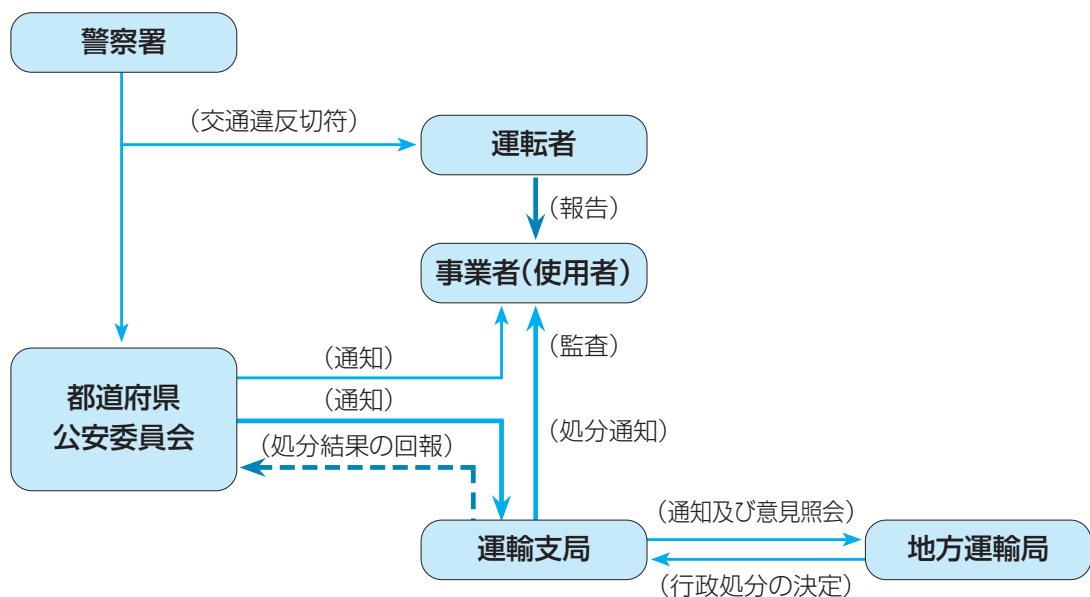 警察署
（交通違反切符）
運転者
（報告）
事業者（使用者）
（監査）
（通知）
都道府県
公安委員会
（通知）
（処分通知）
（処分結果の回報）
（通知及び意見照会）
運輸支局
地方運輸局
（行政処分の決定）